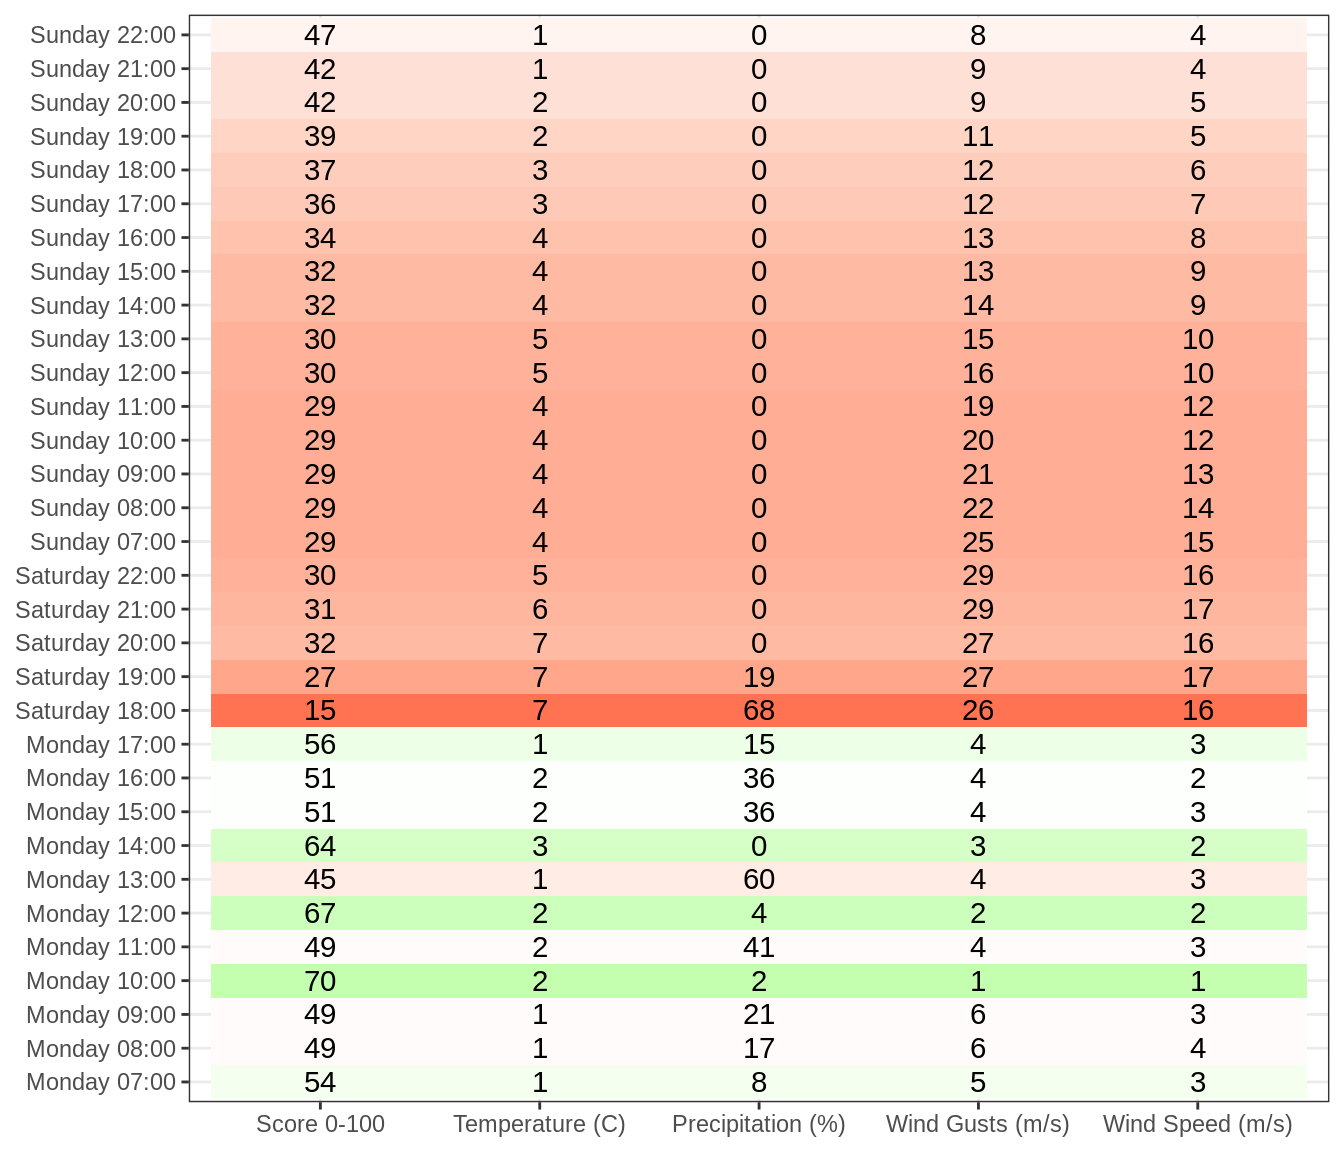 Sunday 22:00 47 1 0 8 4
Sunday 21:00 42 1 0 9 4
Sunday 20:00 42 2 0 9 5
Sunday 19:00 39 2 0 11 5
Sunday 18:00 37 3 0 12 6
Sunday 17:00 36 3 0 12 7
Sunday 16:00 34 4 0 13 8
Sunday 15:00 32 4 0 13 9
Sunday 14:00 32 4 0 14 9
Sunday 13:00 30 5 0 15 10
Sunday 12:00 30 5 0 16 10
Sunday 11:00 29 4 0 19 12
Sunday 10:00 29 4 0 20 12
Sunday 09:00 29 4 0 21 13
Sunday 08:00 29 4 0 22 14
Sunday 07:00 29 4 0 25 15
Saturday 22:00 30 5 0 29 16
Saturday 21:00 31 6 0 29 17
Saturday 20:00 32 7 0 27 16
Saturday 19:00 27 7 19 27 17
Saturday 18:00 15 7 68 26 16
Monday 17:00 56 1 15 4 3
Monday 16:00 51 2 36 4 2
Monday 15:00 51 2 36 4 3
Monday 14:00 64 3 0 3 2
Monday 13:00 45 1 60 4 3
Monday 12:00 67 2 4 2 2
Monday 11:00 49 2 41 4 3
Monday 10:00 70 2 2 1 1
Monday 09:00 49 1 21 6 3
Monday 08:00 49 1 17 6 4
Monday 07:00 54 1 8 5 3
Score 0-100 Temperature (C) Precipitation (%) Wind Gusts (m/s) Wind Speed (m/s)